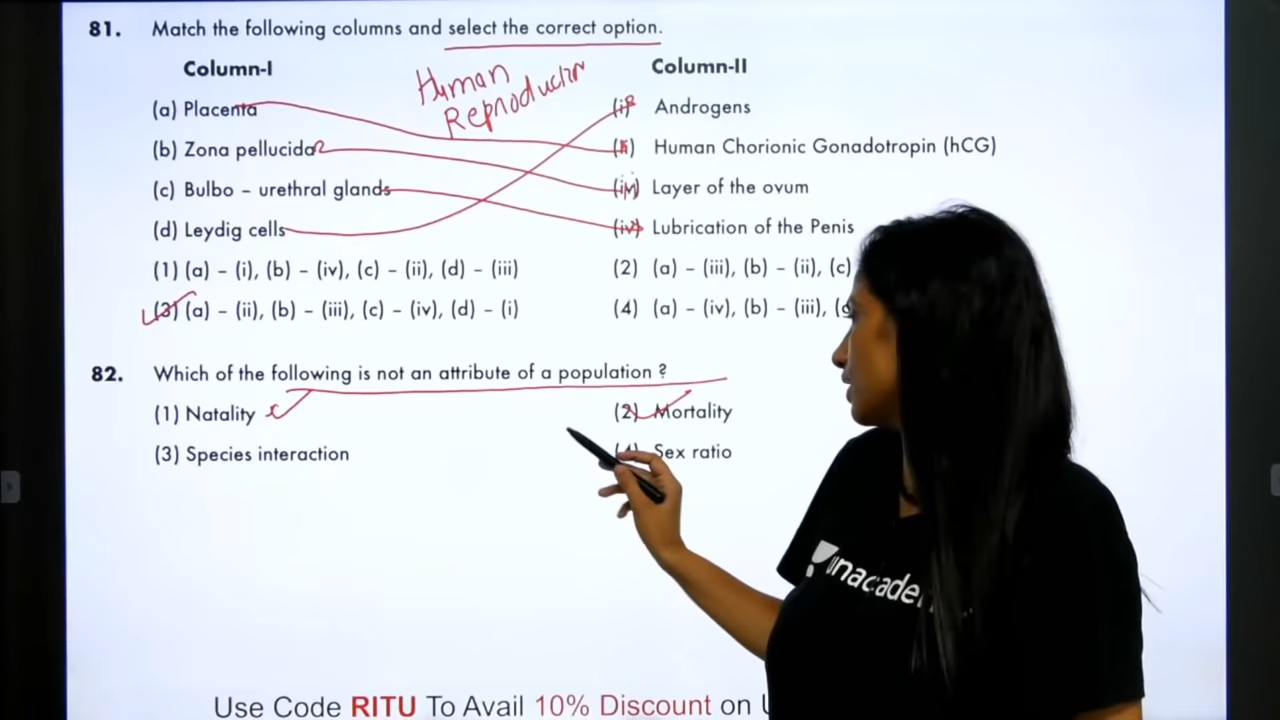 81. Match the following columns and select the correct option.
Column-I Column-II
Human
Reproduction
(a) Placenta (i) Androgens
(b) Zona pellucida (ii) Human Chorionic Gonadotropin (hCG)
(c) Bulbo – urethral glands (iii) Layer of the ovum
(d) Leydig cells (iv) Lubrication of the Penis
(1) (a) – (i), (b) – (iv), (c) – (ii), (d) – (iii) (2) (a) – (iii), (b) – (ii), (c)
(3) (a) – (ii), (b) – (iii), (c) – (iv), (d) – (i) (4) (a) – (iv), (b) – (iii),
82. Which of the following is not an attribute of a population ?
(1) Natality (2) Mortality
(3) Species interaction (4) Sex ratio
unacade
Use Code RITU To Avail 10% Discount on